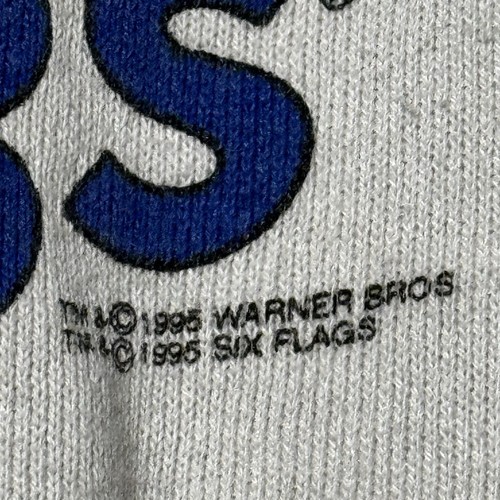 S
TM & © 1995 WARNER BROS
TM & © 1995 SIX FLAGS